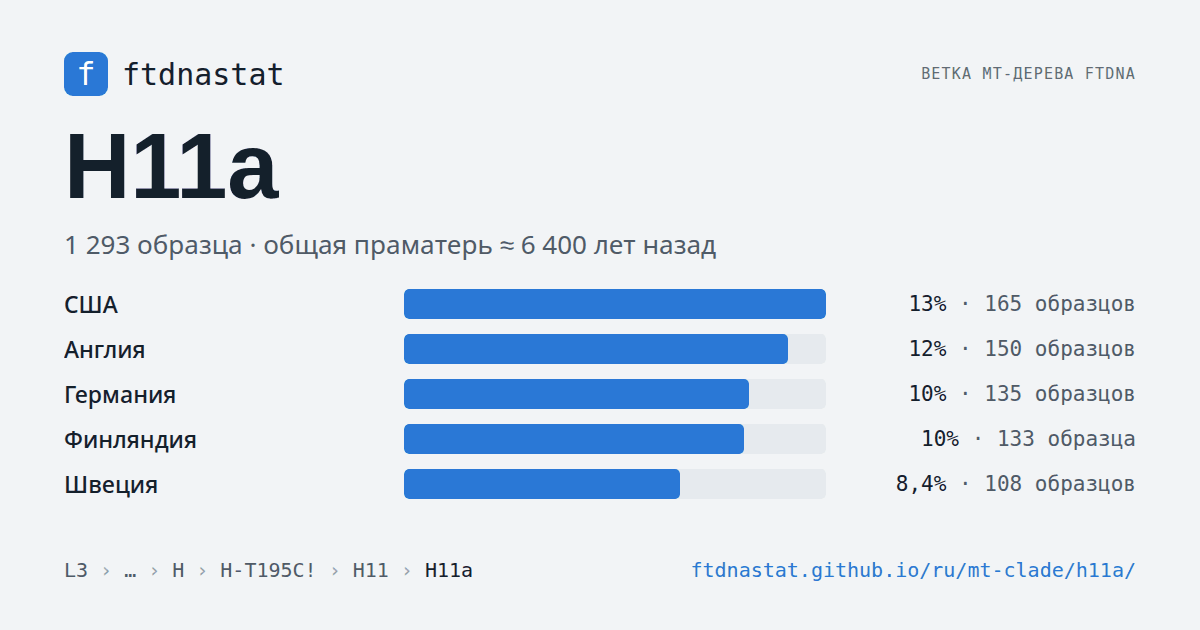 f ftdnastat
ВЕТКА МТ-ДЕРЕВА FTDNA
H11a
1 293 образца · общая праматерь ≈ 6 400 лет назад
США 13% · 165 образцов
Англия 12% · 150 образцов
Германия 10% · 135 образцов
Финляндия 10% · 133 образца
Швеция 8,4% · 108 образцов
L3 › … › H › H-T195C! › H11 › H11a
ftdnastat.github.io/ru/mt-clade/h11a/